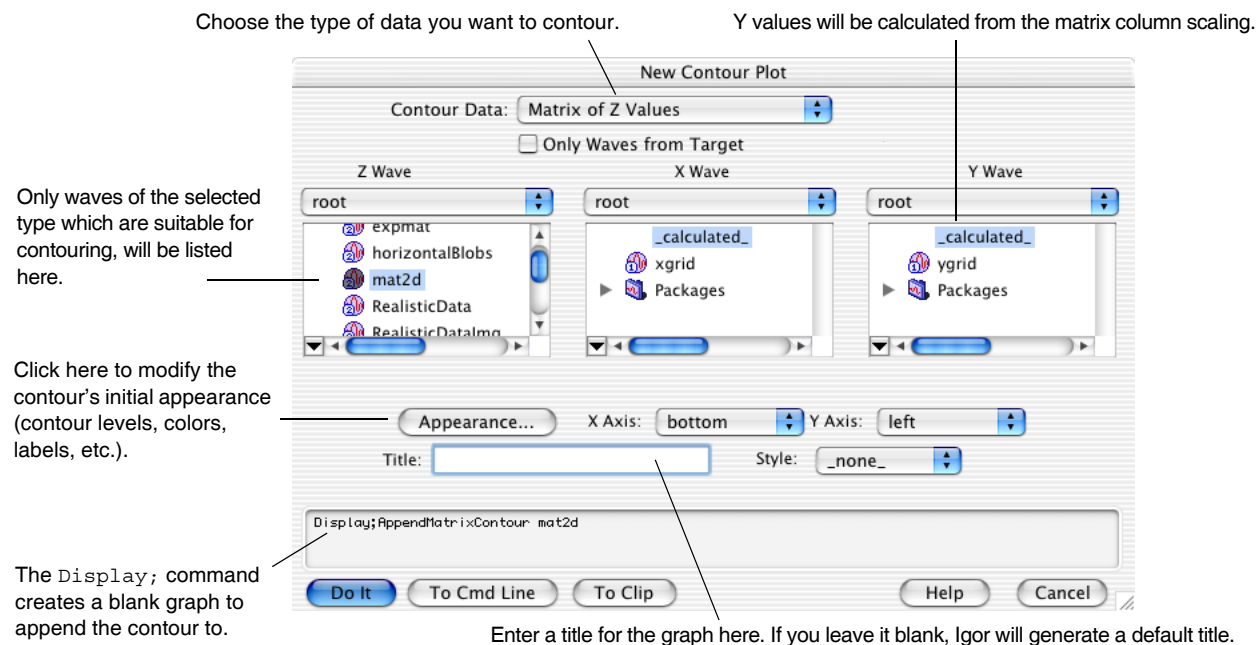 Choose the type of data you want to contour.
Y values will be calculated from the matrix column scaling.
New Contour Plot
Contour Data: Matrix of Z Values
Only Waves from Target
Z Wave
X Wave
Y Wave
root
root
root
Only waves of the selected
type which are suitable for
contouring, will be listed
here.
expmat
horizontalBlobs
mat2d
RealisticData
RealisticDataImg
_calculated_
xgrid
Packages
_calculated_
ygrid
Packages
Click here to modify the
contour's initial appearance
(contour levels, colors,
labels, etc.).
Appearance...
X Axis: bottom
Y Axis: left
Title:
Style: _none_
Display;AppendMatrixContour mat2d
The Display; command
creates a blank graph to
append the contour to.
Do It
To Cmd Line
To Clip
Help
Cancel
Enter a title for the graph here. If you leave it blank, Igor will generate a default title.